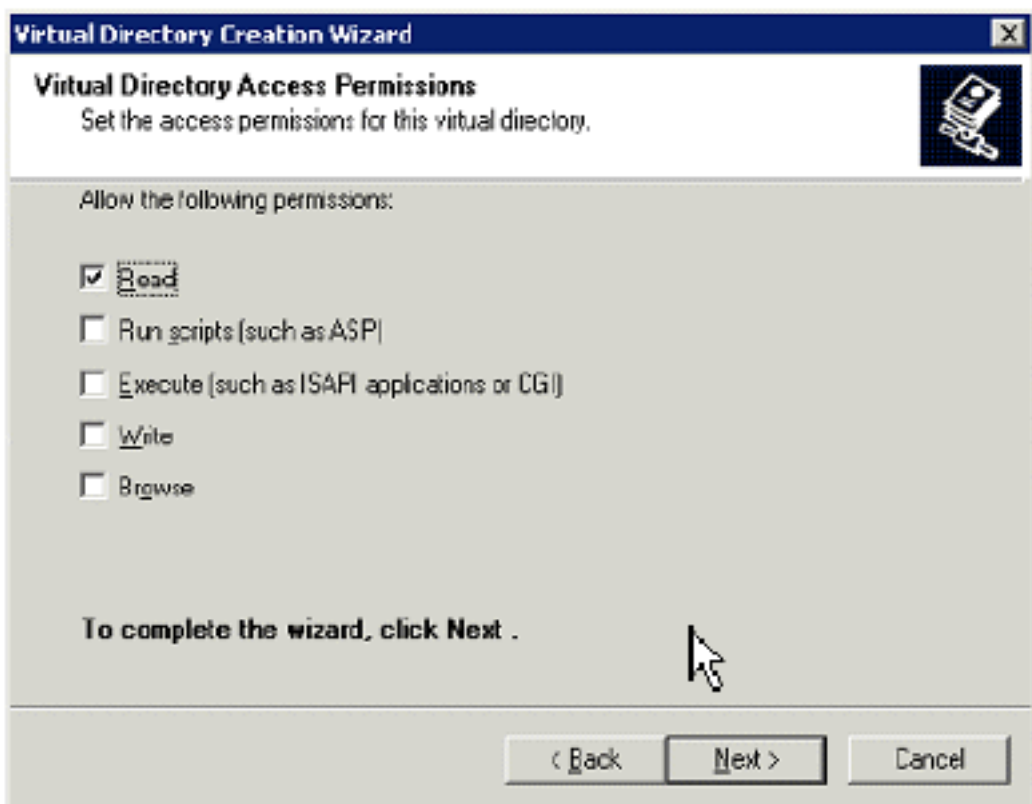 Virtual Directory Creation Wizard
Virtual Directory Access Permissions
Set the access permissions for this virtual directory.
Allow the following permissions:
Read
Run scripts (such as ASP)
Execute (such as ISAPI applications or CGI)
Write
Browse
To complete the wizard, click Next .
< Back Next > Cancel